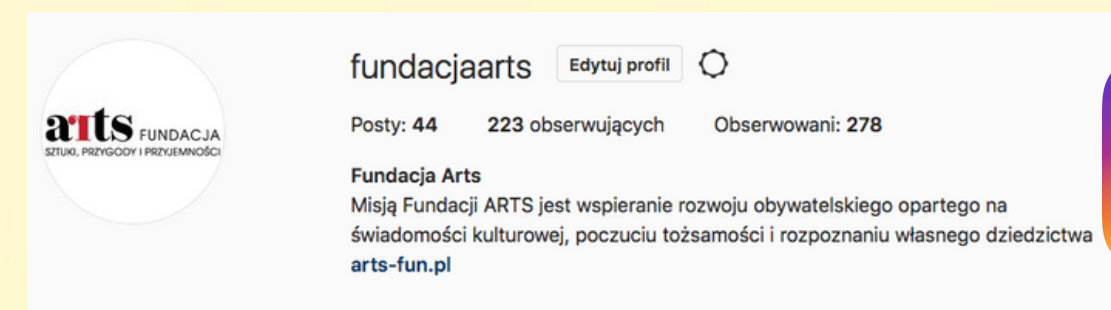 arts FUNDACJA
SZTUKI, PRZYGODY I PRZYJEMNOŚCI
fundacjaarts Edytuj profil
Posty: 44 223 obserwujących Obserwowani: 278
Fundacja Arts
Misją Fundacji ARTS jest wspieranie rozwoju obywatelskiego opartego na
świadomości kulturowej, poczuciu tożsamości i rozpoznaniu własnego dziedzictwa
arts-fun.pl